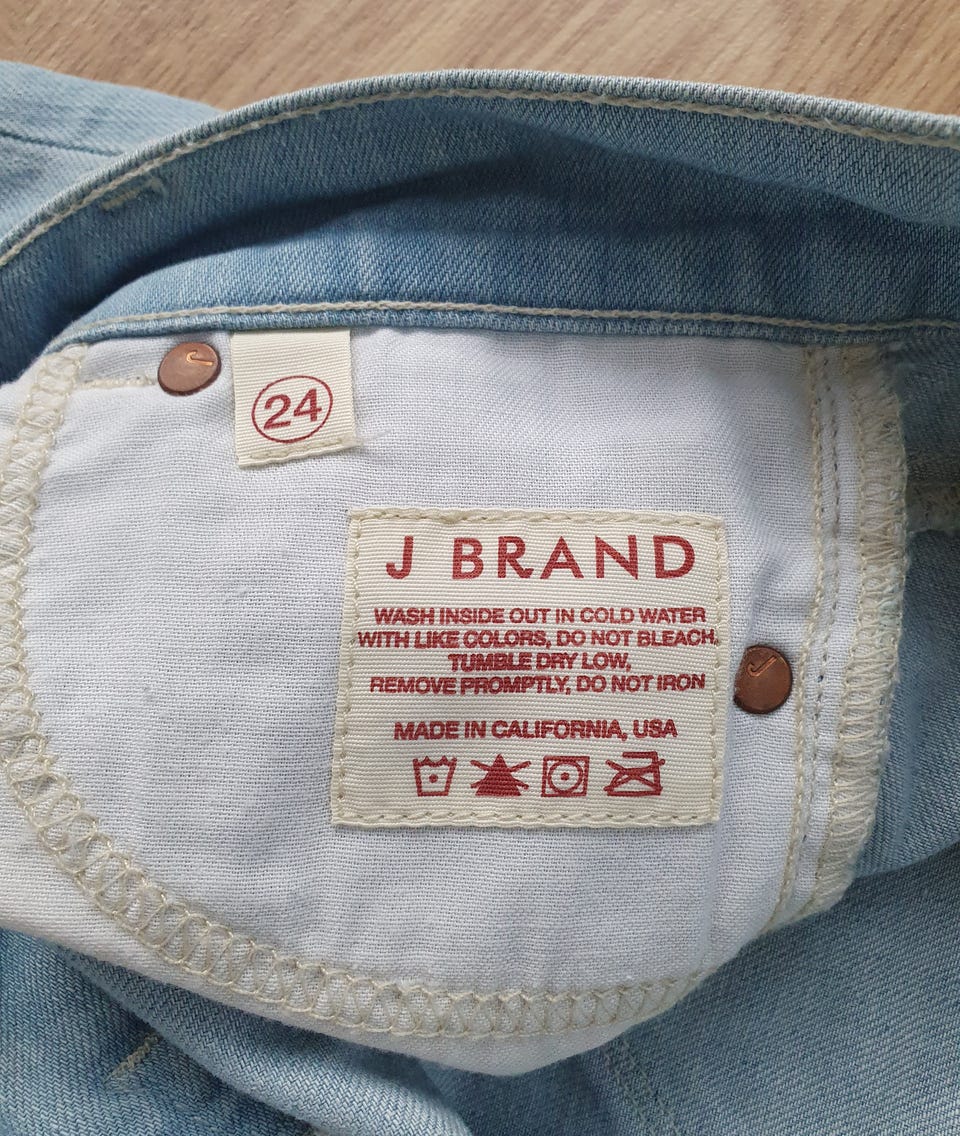 24
J BRAND
WASH INSIDE OUT IN COLD WATER
WITH LIKE COLORS, DO NOT BLEACH.
TUMBLE DRY LOW,
REMOVE PROMPTLY, DO NOT IRON
MADE IN CALIFORNIA, USA